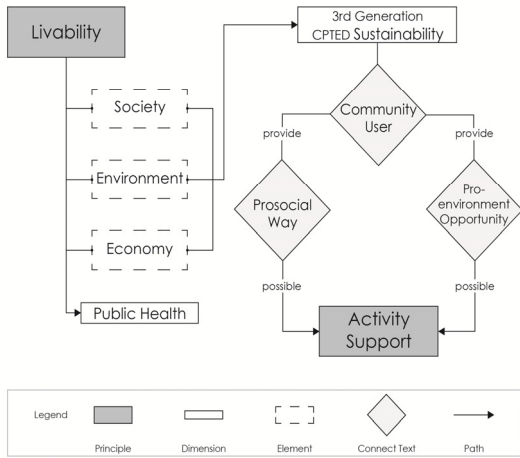 Livability
3rd Generation
CPTED Sustainability
Society
Community
User
provide
provide
Environment
Prosocial
Way
Pro-
environment
Opportunity
Economy
possible
possible
Public Health
Activity
Support
Legend
Principle
Dimension
Element
Connect Text
Path